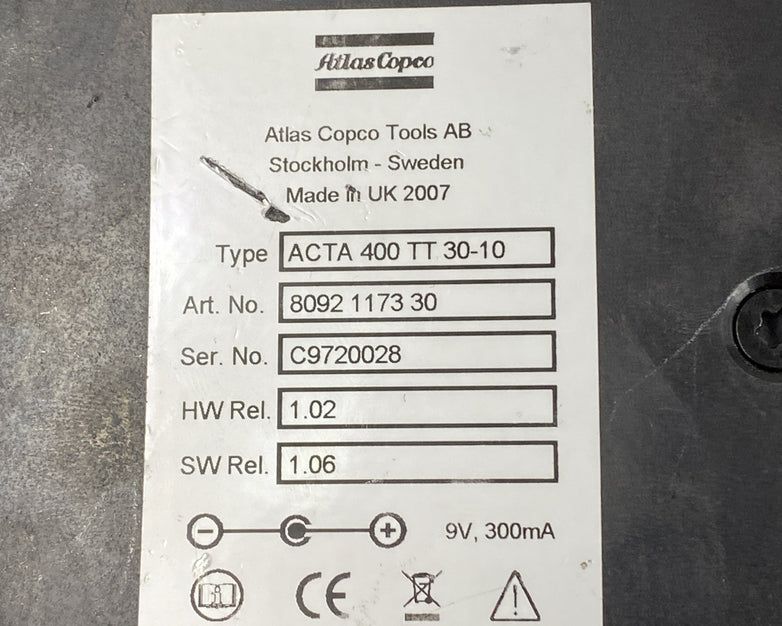 Atlas Copco
Atlas Copco Tools AB
Stockholm - Sweden
Made in UK 2007
Type ACTA 400 TT 30-10
Art. No. 8092 1173 30
Ser. No. C9720028
HW Rel. 1.02
SW Rel. 1.06
9V, 300mA
CE